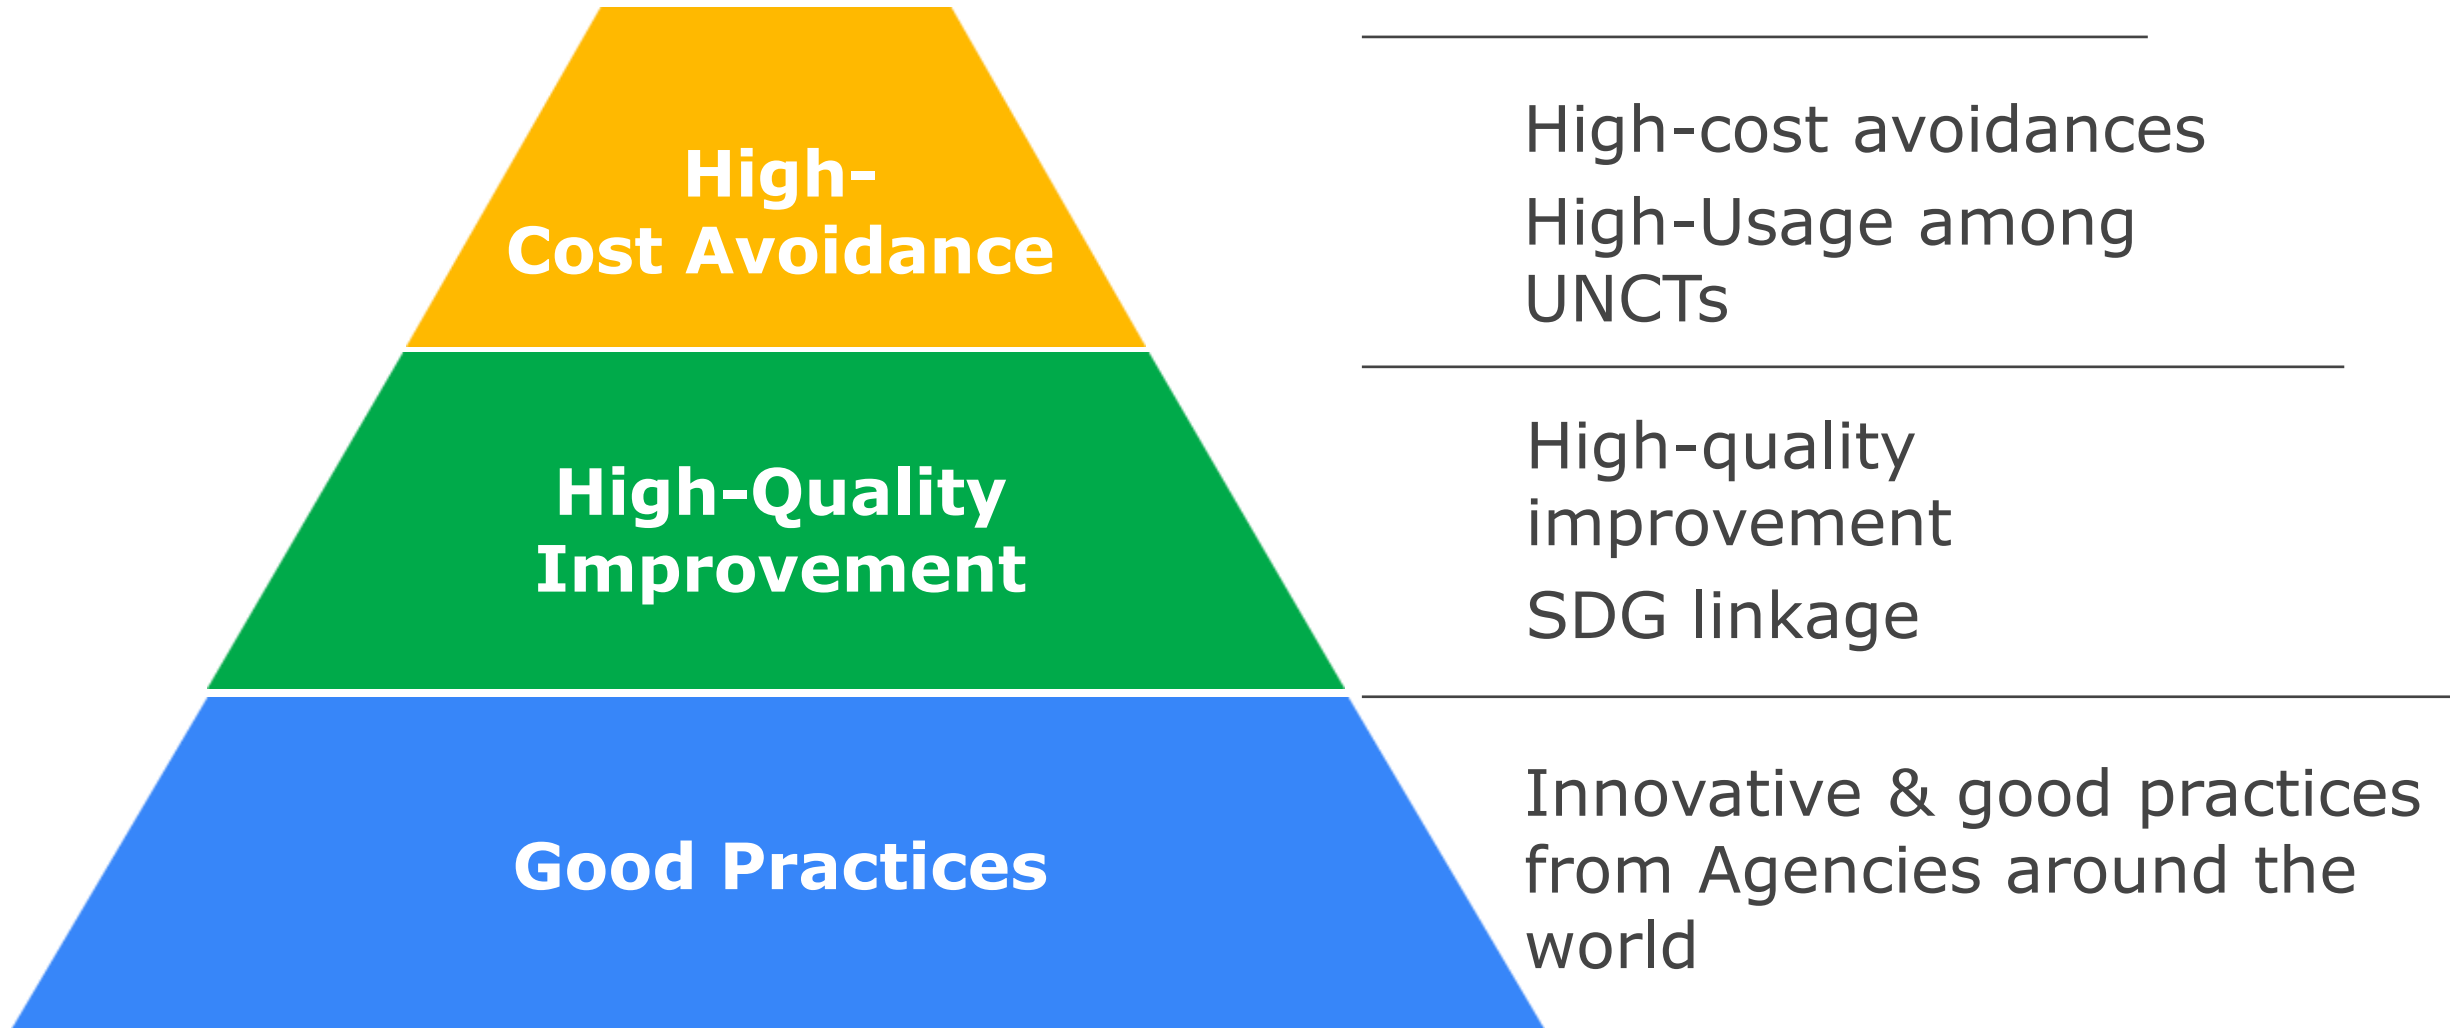 High-
Cost Avoidance
High-cost avoidances
High-Usage among
UNCTs
High-Quality
Improvement
High-quality
improvement
SDG linkage
Good Practices
Innovative & good practices
from Agencies around the
world